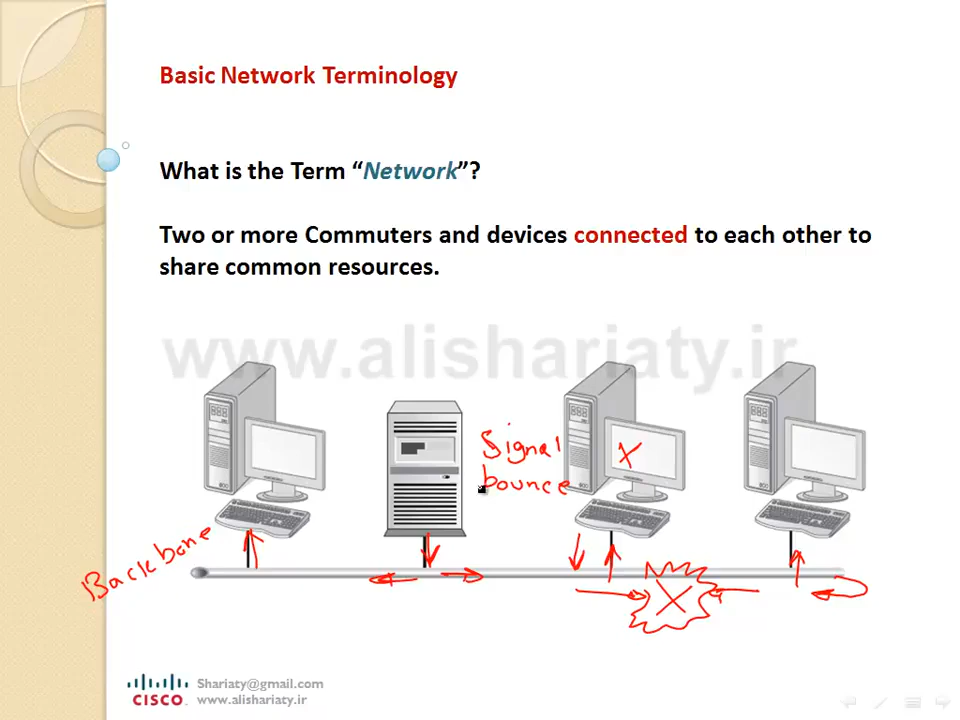 Basic Network Terminology
What is the Term “Network”?
Two or more Commuters and devices connected to each other to
share common resources.
www.alishariaty.ir
Signal
bounce
X
Backbone
X
CISCO
Shariaty@gmail.com
www.alishariaty.ir